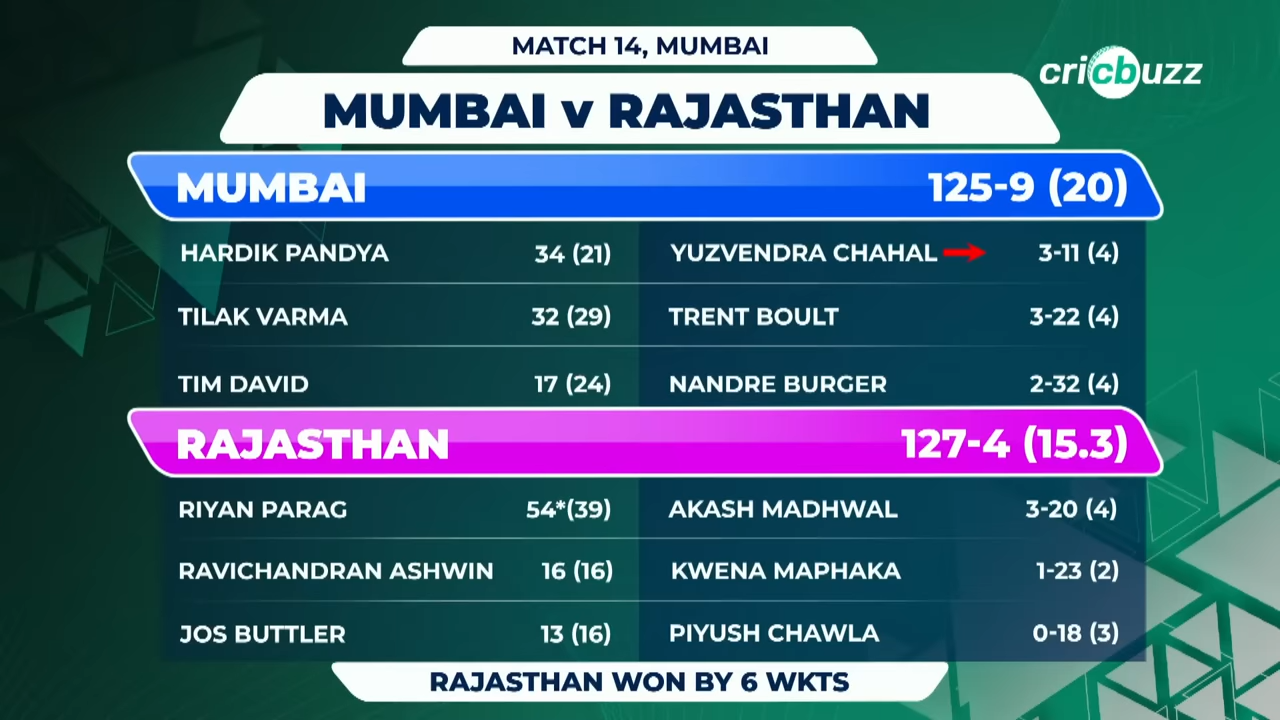 MATCH 14, MUMBAI
cricbuzz
MUMBAI v RAJASTHAN
MUMBAI 125-9 (20)
HARDIK PANDYA 34 (21) YUZVENDRA CHAHAL 3-11 (4)
TILAK VARMA 32 (29) TRENT BOULT 3-22 (4)
TIM DAVID 17 (24) NANDRE BURGER 2-32 (4)
RAJASTHAN 127-4 (15.3)
RIYAN PARAG 54*(39) AKASH MADHWAL 3-20 (4)
RAVICHANDRAN ASHWIN 16 (16) KWENA MAPHAKA 1-23 (2)
JOS BUTTLER 13 (16) PIYUSH CHAWLA 0-18 (3)
RAJASTHAN WON BY 6 WKTS